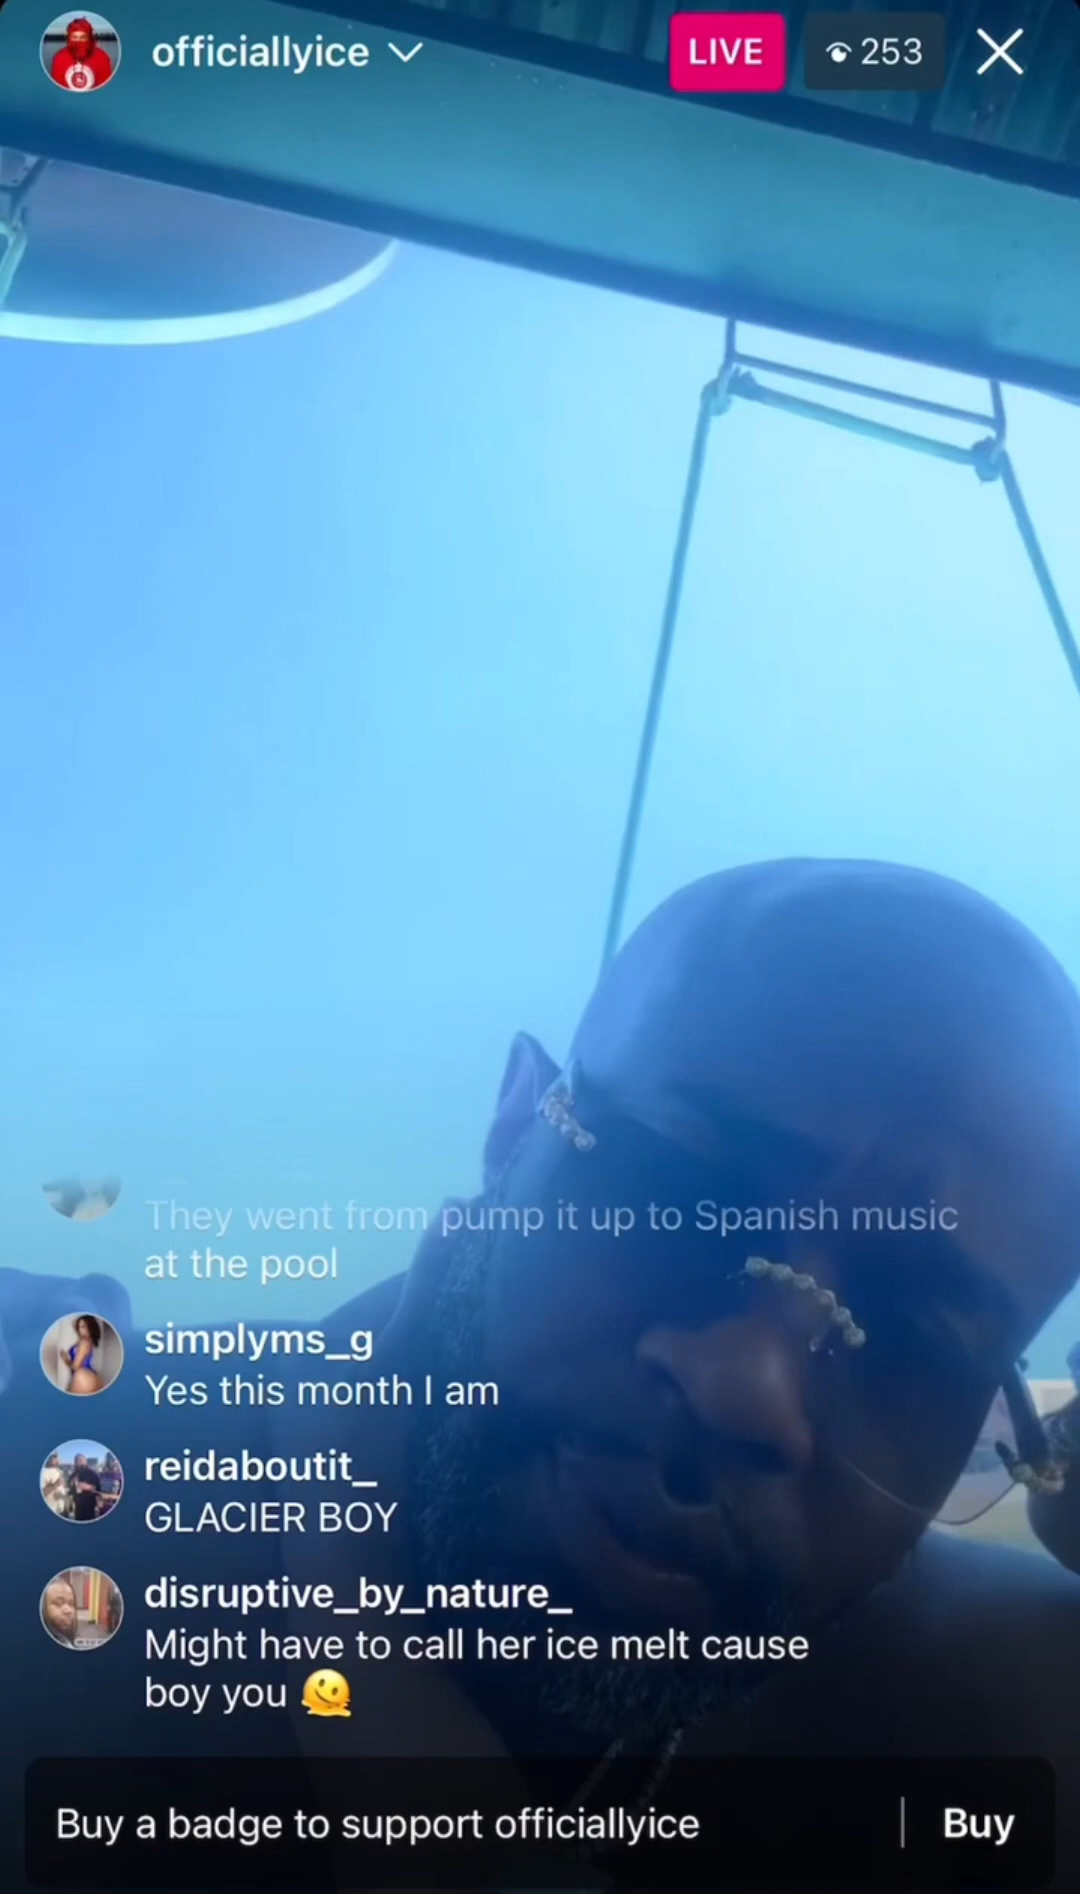 officiallyice
LIVE
253
They went from pump it up to Spanish music
at the pool
simplyms_g
Yes this month I am
reidaboutit_
GLACIER BOY
disruptive_by_nature_
Might have to call her ice melt cause
boy you 🫠
Buy a badge to support officiallyice
Buy